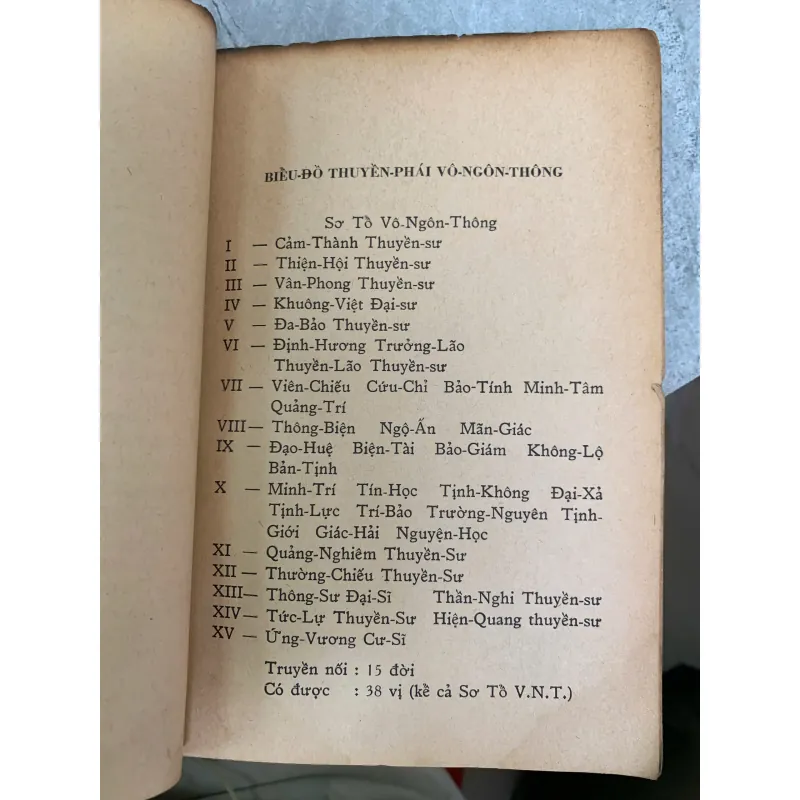 BIỂU-ĐỒ THUYỀN-PHÁI VÔ-NGÔN-THÔNG
Sơ Tổ Vô-Ngôn-Thông
I — Cảm-Thành Thuyền-sư
II — Thiện-Hội Thuyền-sư
III — Vân-Phong Thuyền-sư
IV — Khuông-Việt Đại-sư
V — Đa-Bảo Thuyền-sư
VI — Định-Hương Trưởng-Lão
Thuyền-Lão Thuyền-sư
VII — Viên-Chiếu Cứu-Chỉ Bảo-Tính Minh-Tâm
Quảng-Trí
VIII — Thông-Biện Ngộ-Ấn Mãn-Giác
IX — Đạo-Huệ Biện-Tài Bảo-Giám Không-Lộ
Bản-Tịnh
X — Minh-Trí Tín-Học Tịnh-Không Đại-Xả
Tịnh-Lực Trí-Bảo Trường-Nguyên Tịnh-
Giới Giác-Hải Nguyện-Học
XI — Quảng-Nghiêm Thuyền-Sư
XII — Thường-Chiếu Thuyền-Sư
XIII — Thông-Sư Đại-Sĩ Thần-Nghi Thuyền-sư
XIV — Tức-Lự Thuyền-Sư Hiện-Quang thuyền-sư
XV — Ứng-Vương Cư-Sĩ
Truyền nối : 15 đời
Có được : 38 vị (kể cả Sơ Tổ V.N.T.)